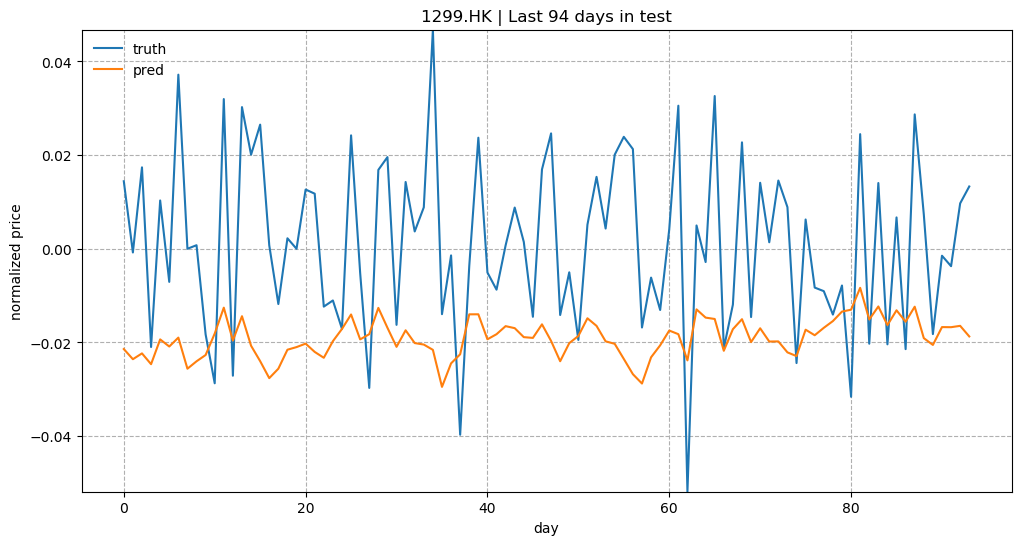 1299.HK | Last 94 days in test
truth
pred
0.04
0.02
0.00
−0.02
−0.04
normalized price
0 20 40 60 80
day